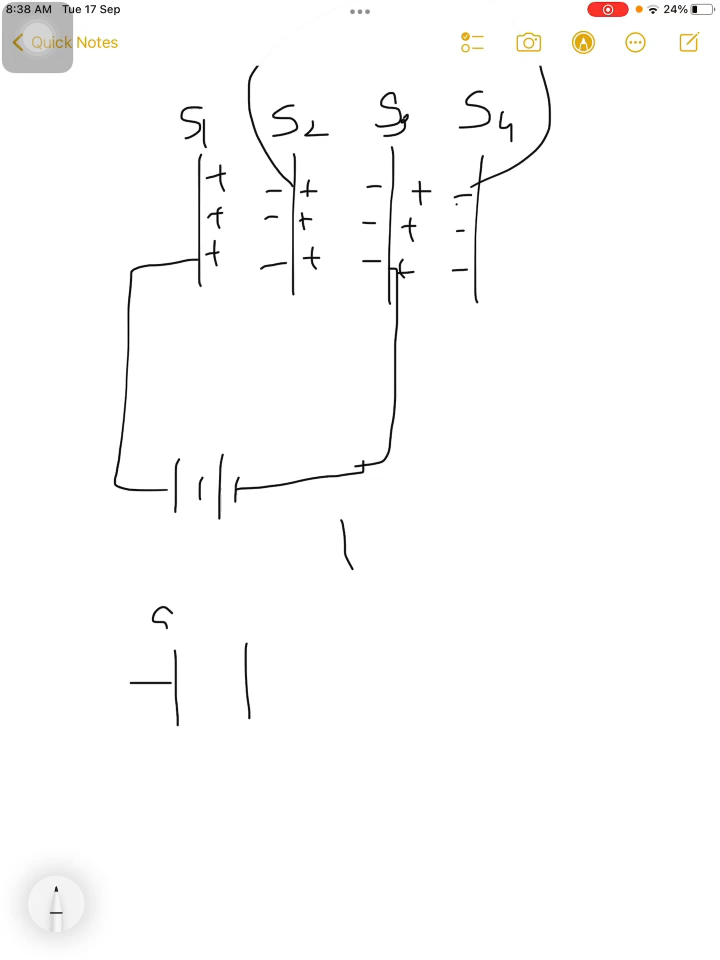 8:38 AM Tue 17 Sep
24%
Quick Notes
S1 S2 S3 S4
+ - + - + -
+ - + - + -
+ - + - + -